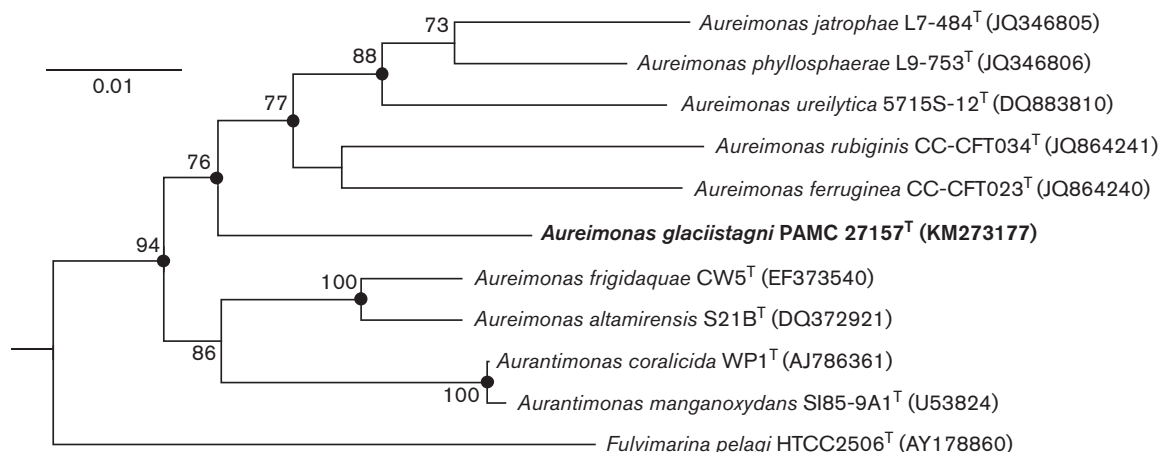 73
Aureimonas jatrophae L7-484ᵀ (JQ346805)
88
Aureimonas phyllosphaerae L9-753ᵀ (JQ346806)
0.01
77
Aureimonas ureilytica 5715S-12ᵀ (DQ883810)
Aureimonas rubiginis CC-CFT034ᵀ (JQ864241)
76
Aureimonas ferruginea CC-CFT023ᵀ (JQ864240)
Aureimonas glaciistagni PAMC 27157ᵀ (KM273177)
94
Aureimonas frigidaquae CW5ᵀ (EF373540)
100
Aureimonas altamirensis S21Bᵀ (DQ372921)
86
Aurantimonas coralicida WP1ᵀ (AJ786361)
100
Aurantimonas manganoxydans SI85-9A1ᵀ (U53824)
Fulvimarina pelagi HTCC2506ᵀ (AY178860)